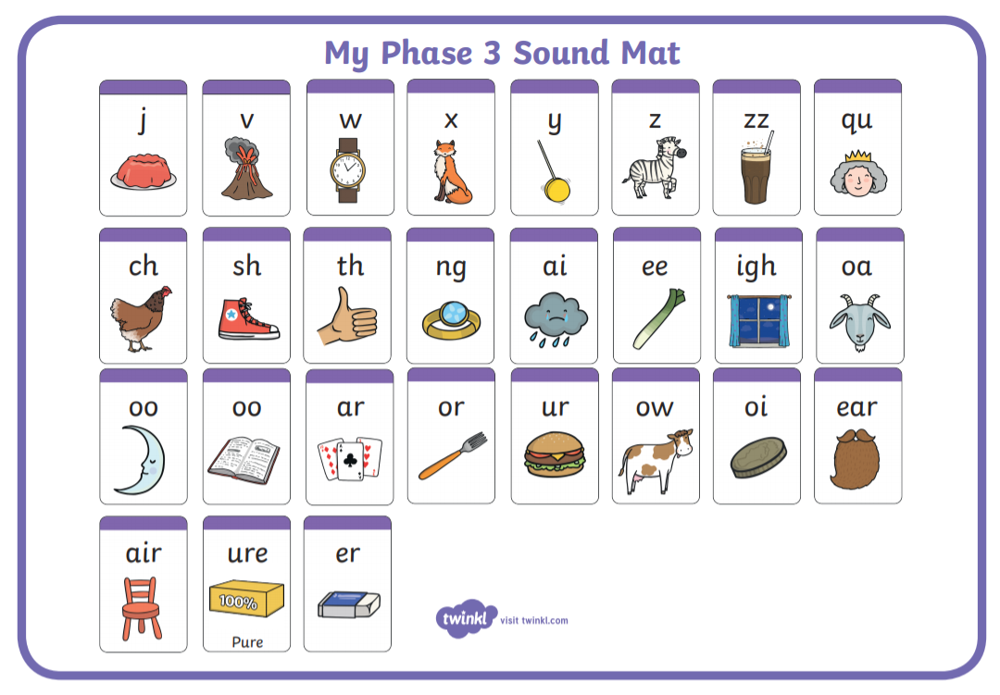 My Phase 3 Sound Mat
j v w x y z zz qu
ch sh th ng ai ee igh oa
oo oo ar or ur ow oi ear
air ure er
100%
Pure
twinkl visit twinkl.com